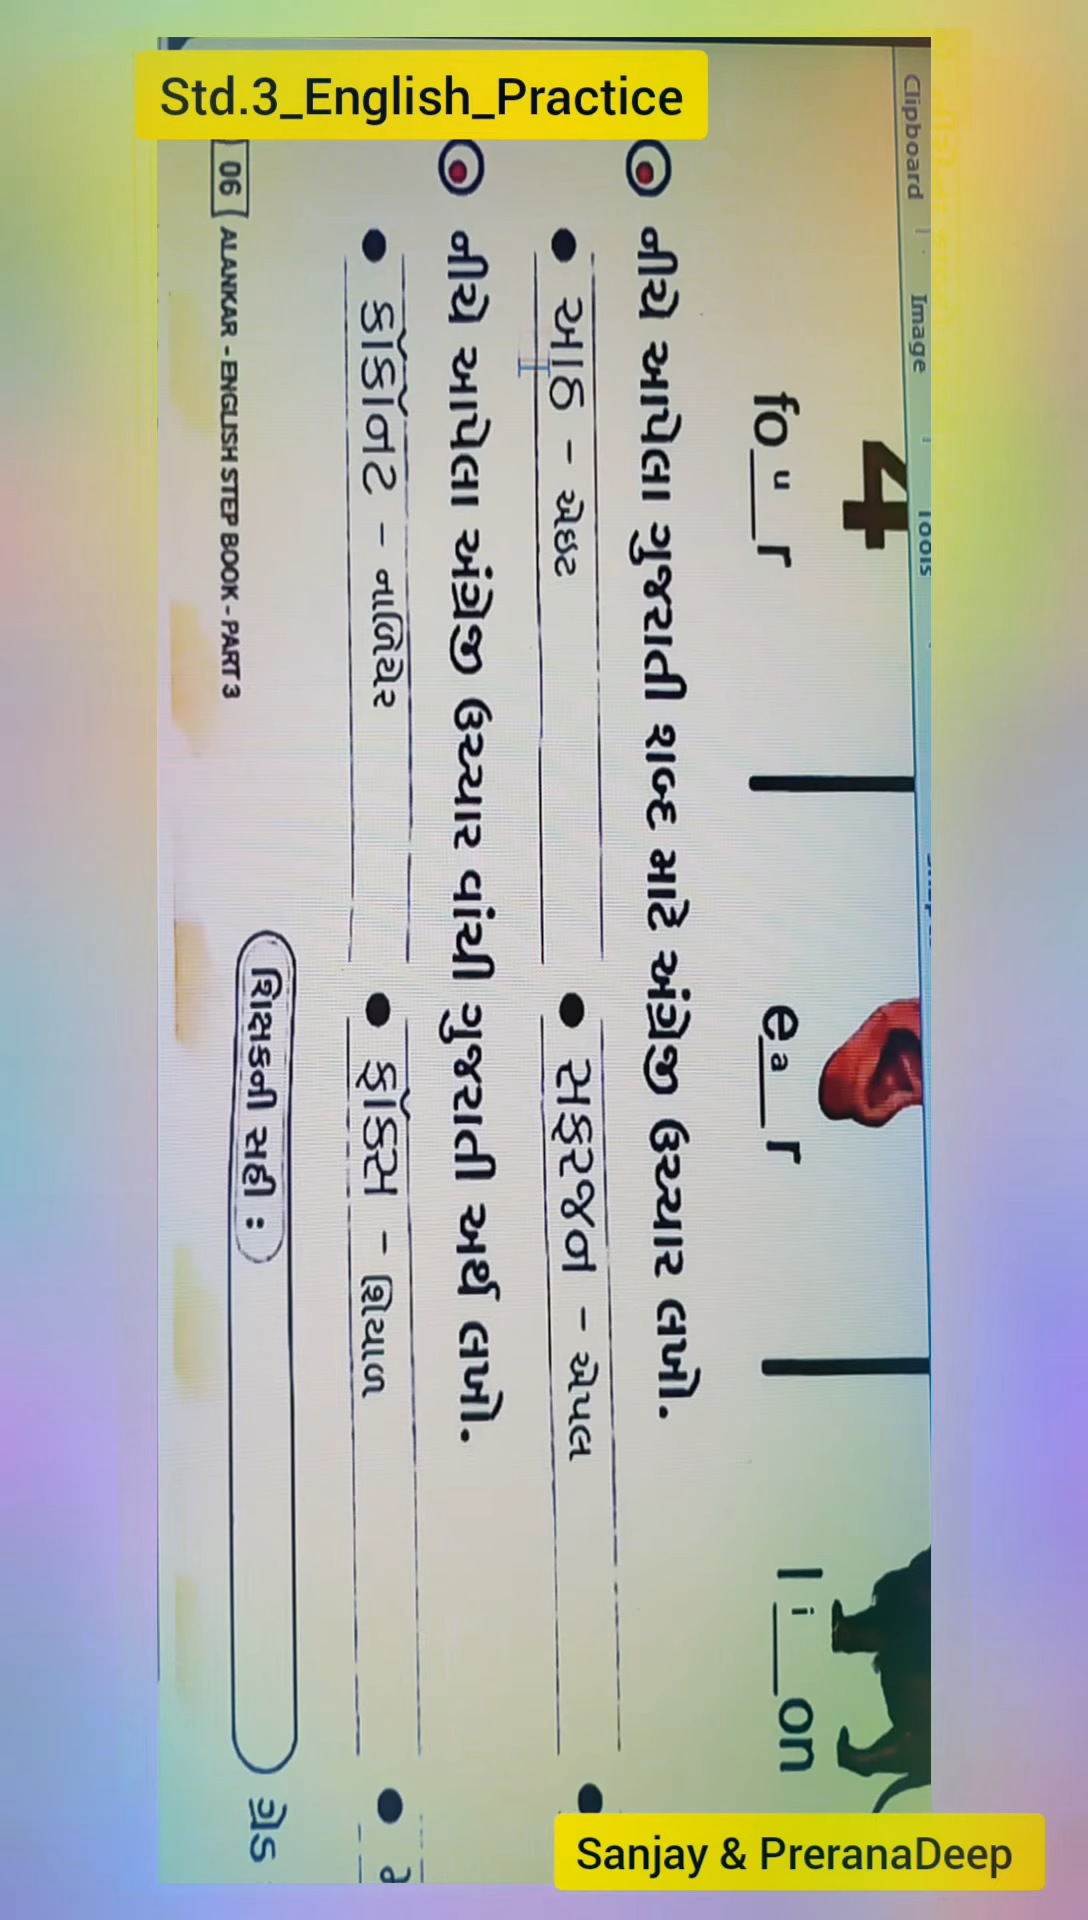 Std.3_English_Practice
Clipboard Image Tools
4
fo u r e a r l i on
નીચે આપેલા ગુજરાતી શબ્દ માટે અંગ્રેજી ઉચ્ચાર લખો.
આઠ - એઇટ સફરજન - એપલ
નીચે આપેલા અંગ્રેજી ઉચ્ચાર વાંચી ગુજરાતી અર્થ લખો.
કૉકૉનટ - નાળિયેર ફૉક્સ - શિયાળ
શિક્ષકની સહી : ગ્રેડ
06 ALANKAR - ENGLISH STEP BOOK - PART 3
Sanjay & PreranaDeep